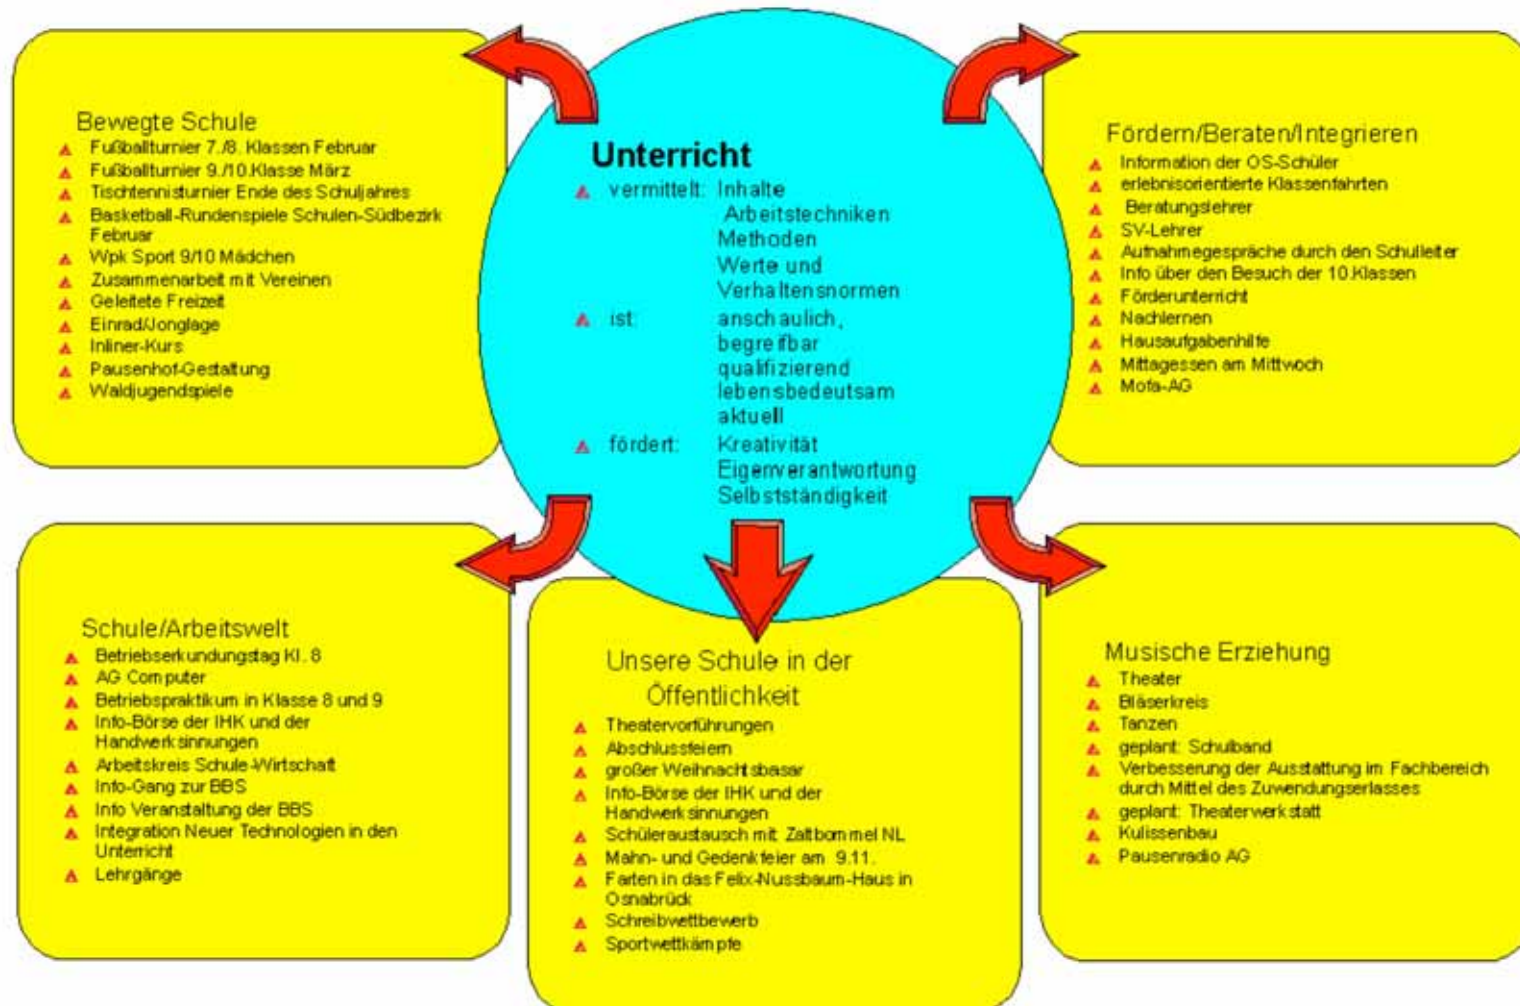 Bewegte Schule
Fußballturnier 7./8. Klassen Februar
Fußballturnier 9./10.Klasse März
Tischtennisturnier Ende des Schuljahres
Basketball-Rundenspiele Schulen-Südbezirk
Februar
Wpk Sport 9/10 Mädchen
Zusammenarbeit mit Vereinen
Geleitete Freizeit
Einrad/Jonglage
Inliner-Kurs
Pausenhof-Gestaltung
Waldjugendspiele
Unterricht
vermittelt: Inhalte
Arbeitstechniken
Methoden
Werte und
Verhaltensnormen
ist: anschaulich,
begreifbar
qualifizierend
lebensbedeutsam
aktuell
fördert: Kreativität
Eigenverantwortung
Selbstständigkeit
Fördern/Beraten/Integrieren
Information der OS-Schüler
erlebnisorientierte Klassenfahrten
Beratungslehrer
SV-Lehrer
Aufnahmegespräche durch den Schulleiter
Info über den Besuch der 10.Klassen
Förderunterricht
Nachlernen
Hausaufgabenhilfe
Mittagessen am Mittwoch
Mofa-AG
Schule/Arbeitswelt
Betriebserkundungstag Kl. 8
AG Computer
Betriebspraktikum in Klasse 8 und 9
Info-Börse der IHK und der
Handwerksinnungen
Arbeitskreis Schule-Wirtschaft
Info-Gang zur BBS
Info Veranstaltung der BBS
Integration Neuer Technologien in den
Unterricht
Lehrgänge
Unsere Schule in der
Öffentlichkeit
Theatervorführungen
Abschlussfeiern
großer Weihnachtsbasar
Info-Börse der IHK und der
Handwerksinnungen
Schüleraustausch mit Zaltbommel NL
Mahn- und Gedenkfeier am 9.11.
Farten in das Felix-Nussbaum-Haus in
Osnabrück
Schreibwettbewerb
Sportwettkämpfe
Musische Erziehung
Theater
Bläserkreis
Tanzen
geplant: Schulband
Verbesserung der Ausstattung im Fachbereich
durch Mittel des Zuwendungserlasses
geplant: Theaterwerkstatt
Kulissenbau
Pausenradio AG